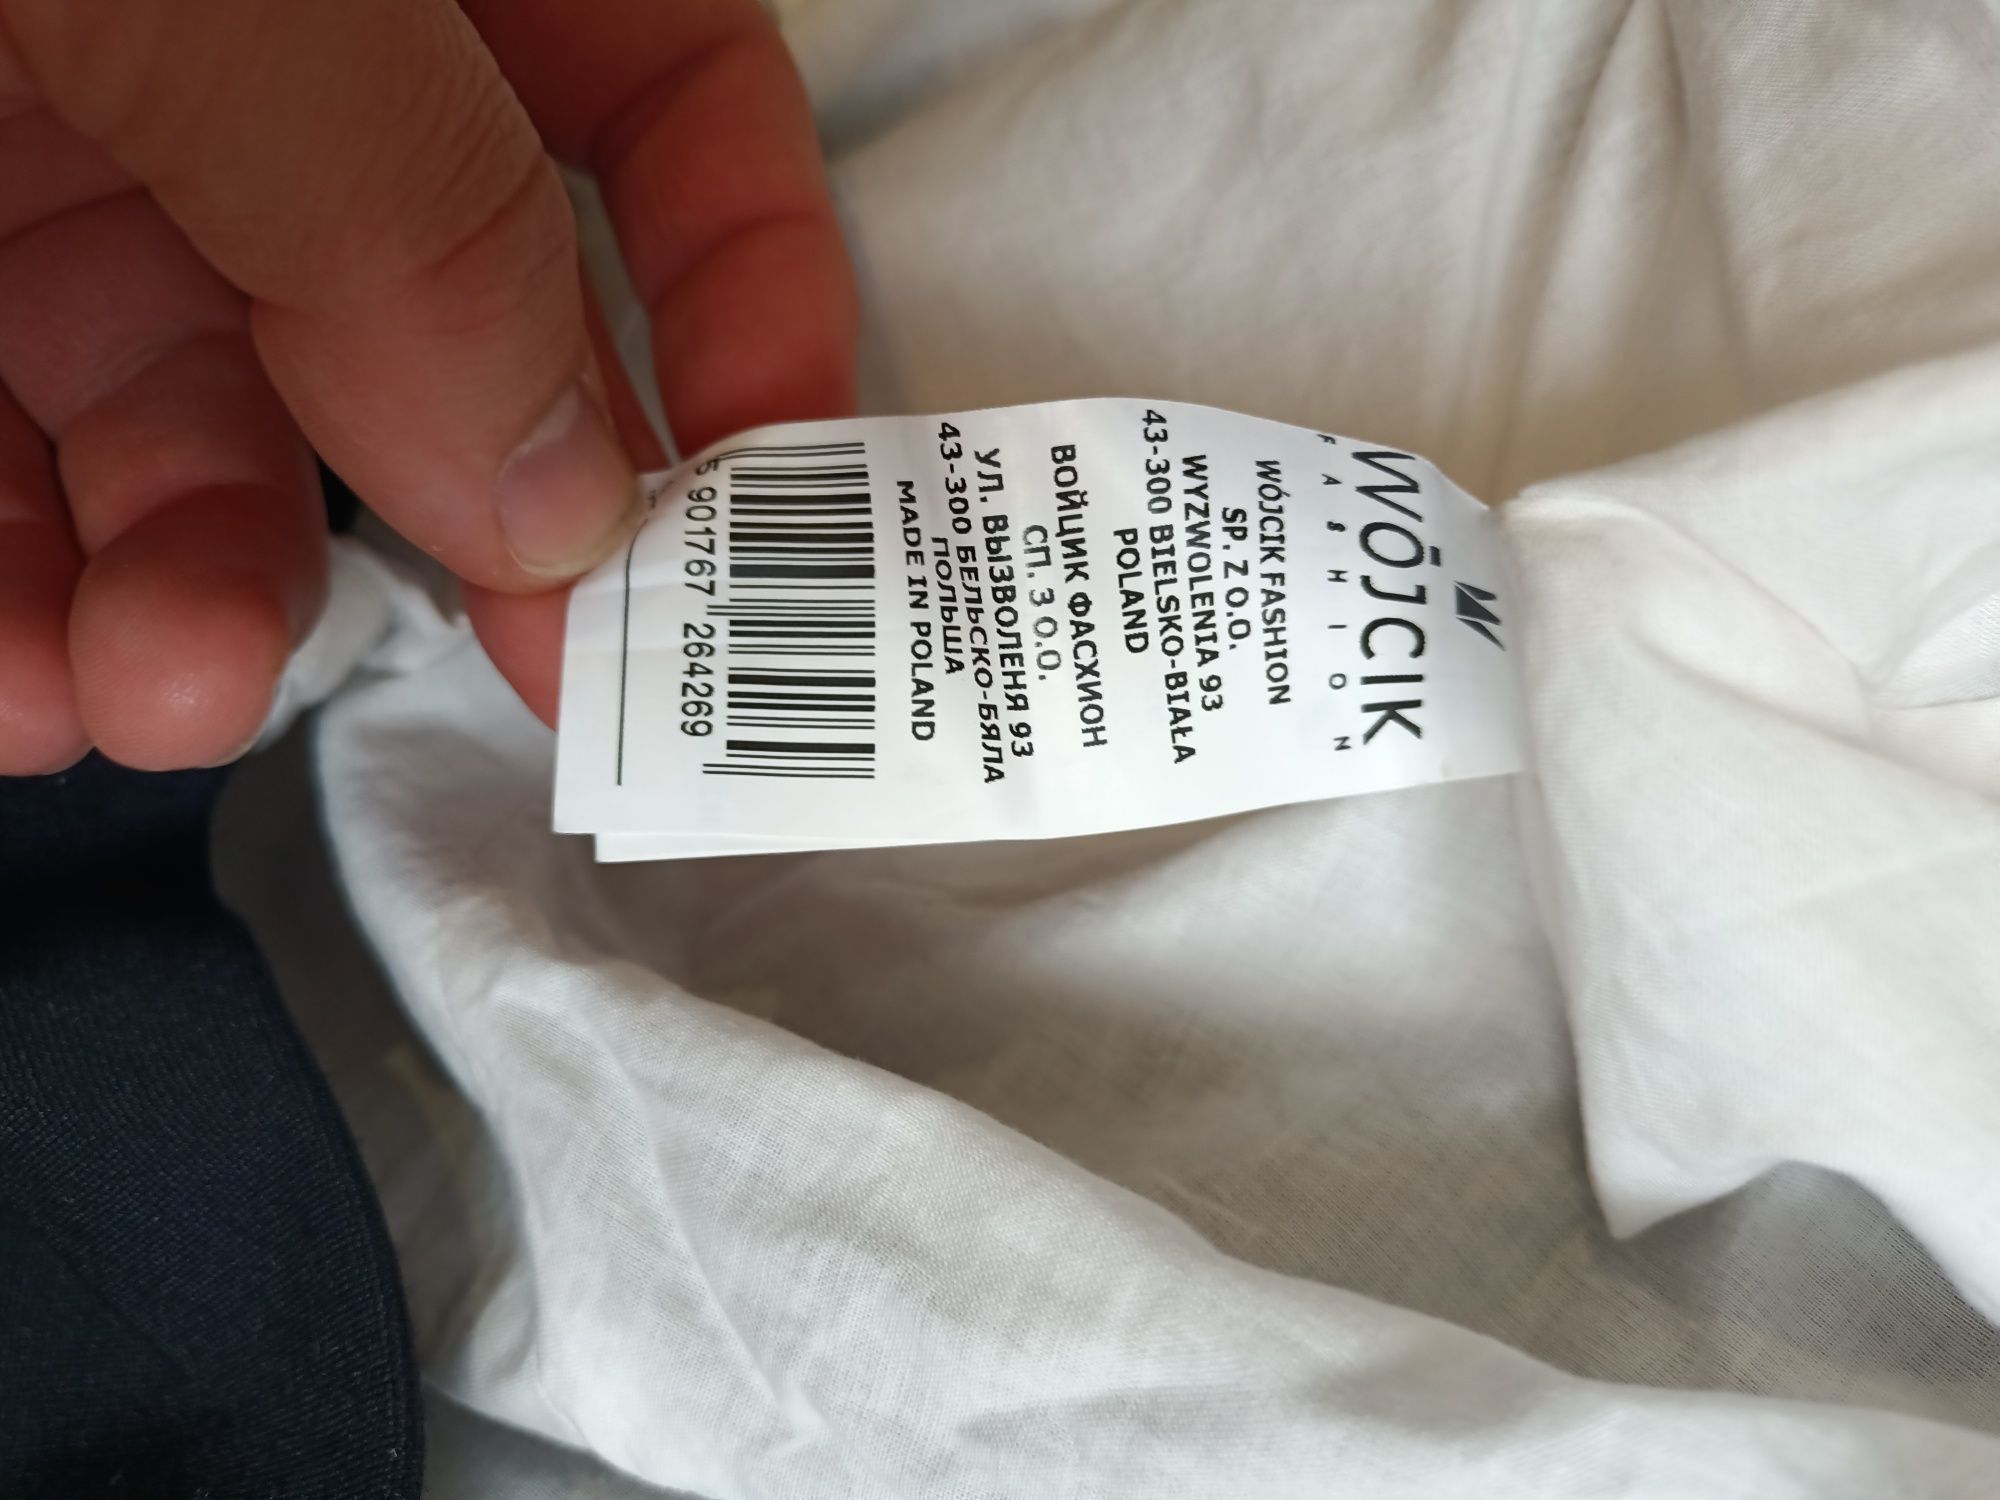 WÓJCIK
FASHION
WÓJCIK FASHION
SP. Z O.O.
WYZWOLENIA 93
43-300 BIELSKO-BIAŁA
POLAND
ВОЙЦИК ФАСХИОН
СП. З О.О.
УЛ. ВЫЗВОЛЕНЯ 93
43-300 БЕЛЬСКО-БЯЛА
ПОЛЬША
MADE IN POLAND
5 901767 264269